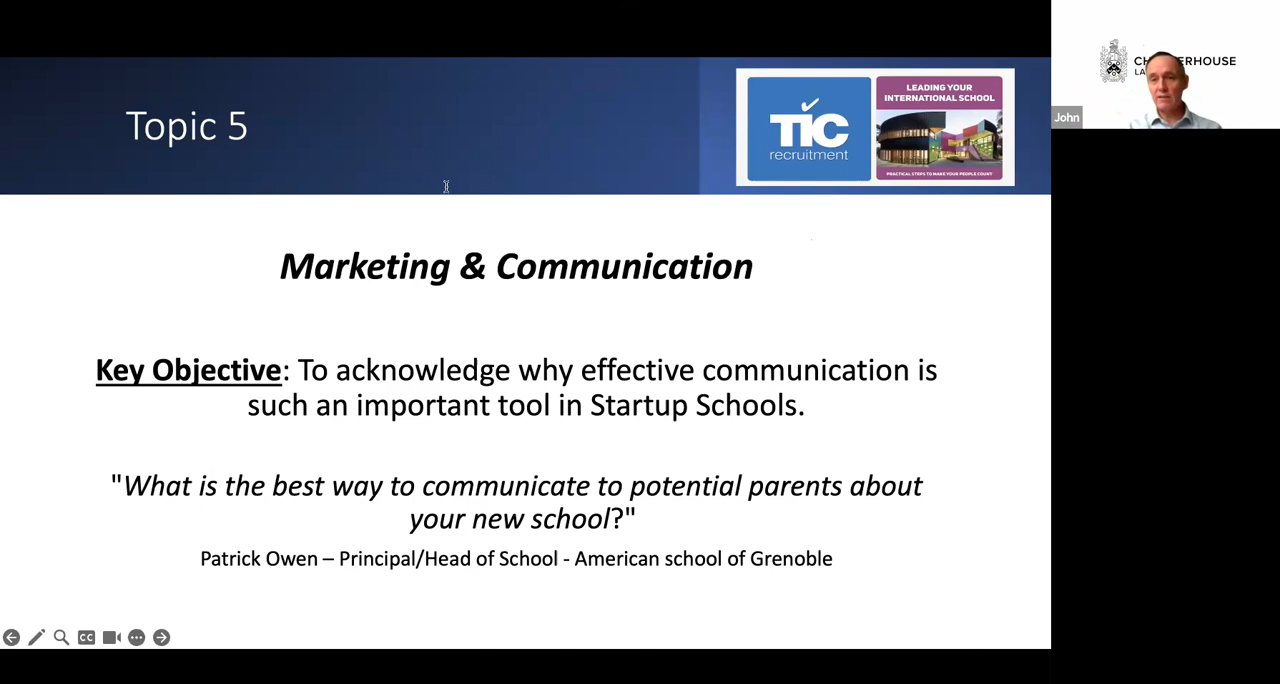 Topic 5
TIC
recruitment
LEADING YOUR
INTERNATIONAL SCHOOL
PRACTICAL STEPS TO MAKE YOUR PEOPLE COUNT
Marketing & Communication
Key Objective: To acknowledge why effective communication is
such an important tool in Startup Schools.
"What is the best way to communicate to potential parents about
your new school?"
Patrick Owen – Principal/Head of School - American school of Grenoble
CC
John